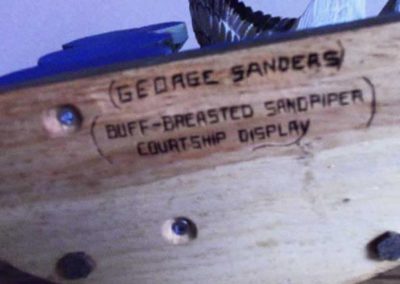 (GEORGE SANDERS)
(BUFF-BREASTED SANDPIPER
COURTSHIP DISPLAY)